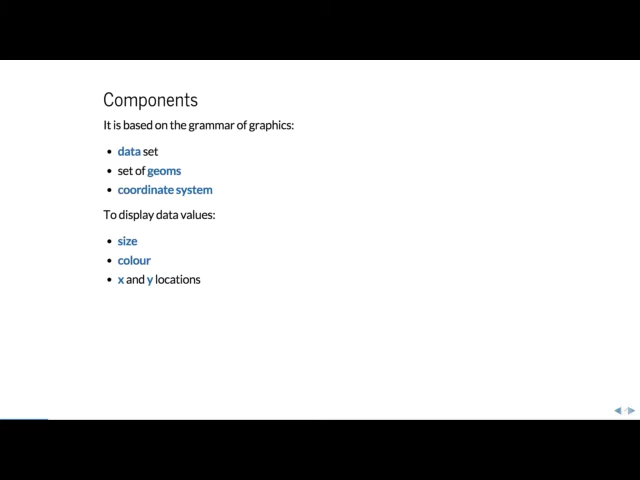 Components
It is based on the grammar of graphics:
• data set
• set of geoms
• coordinate system
To display data values:
• size
• colour
• x and y locations